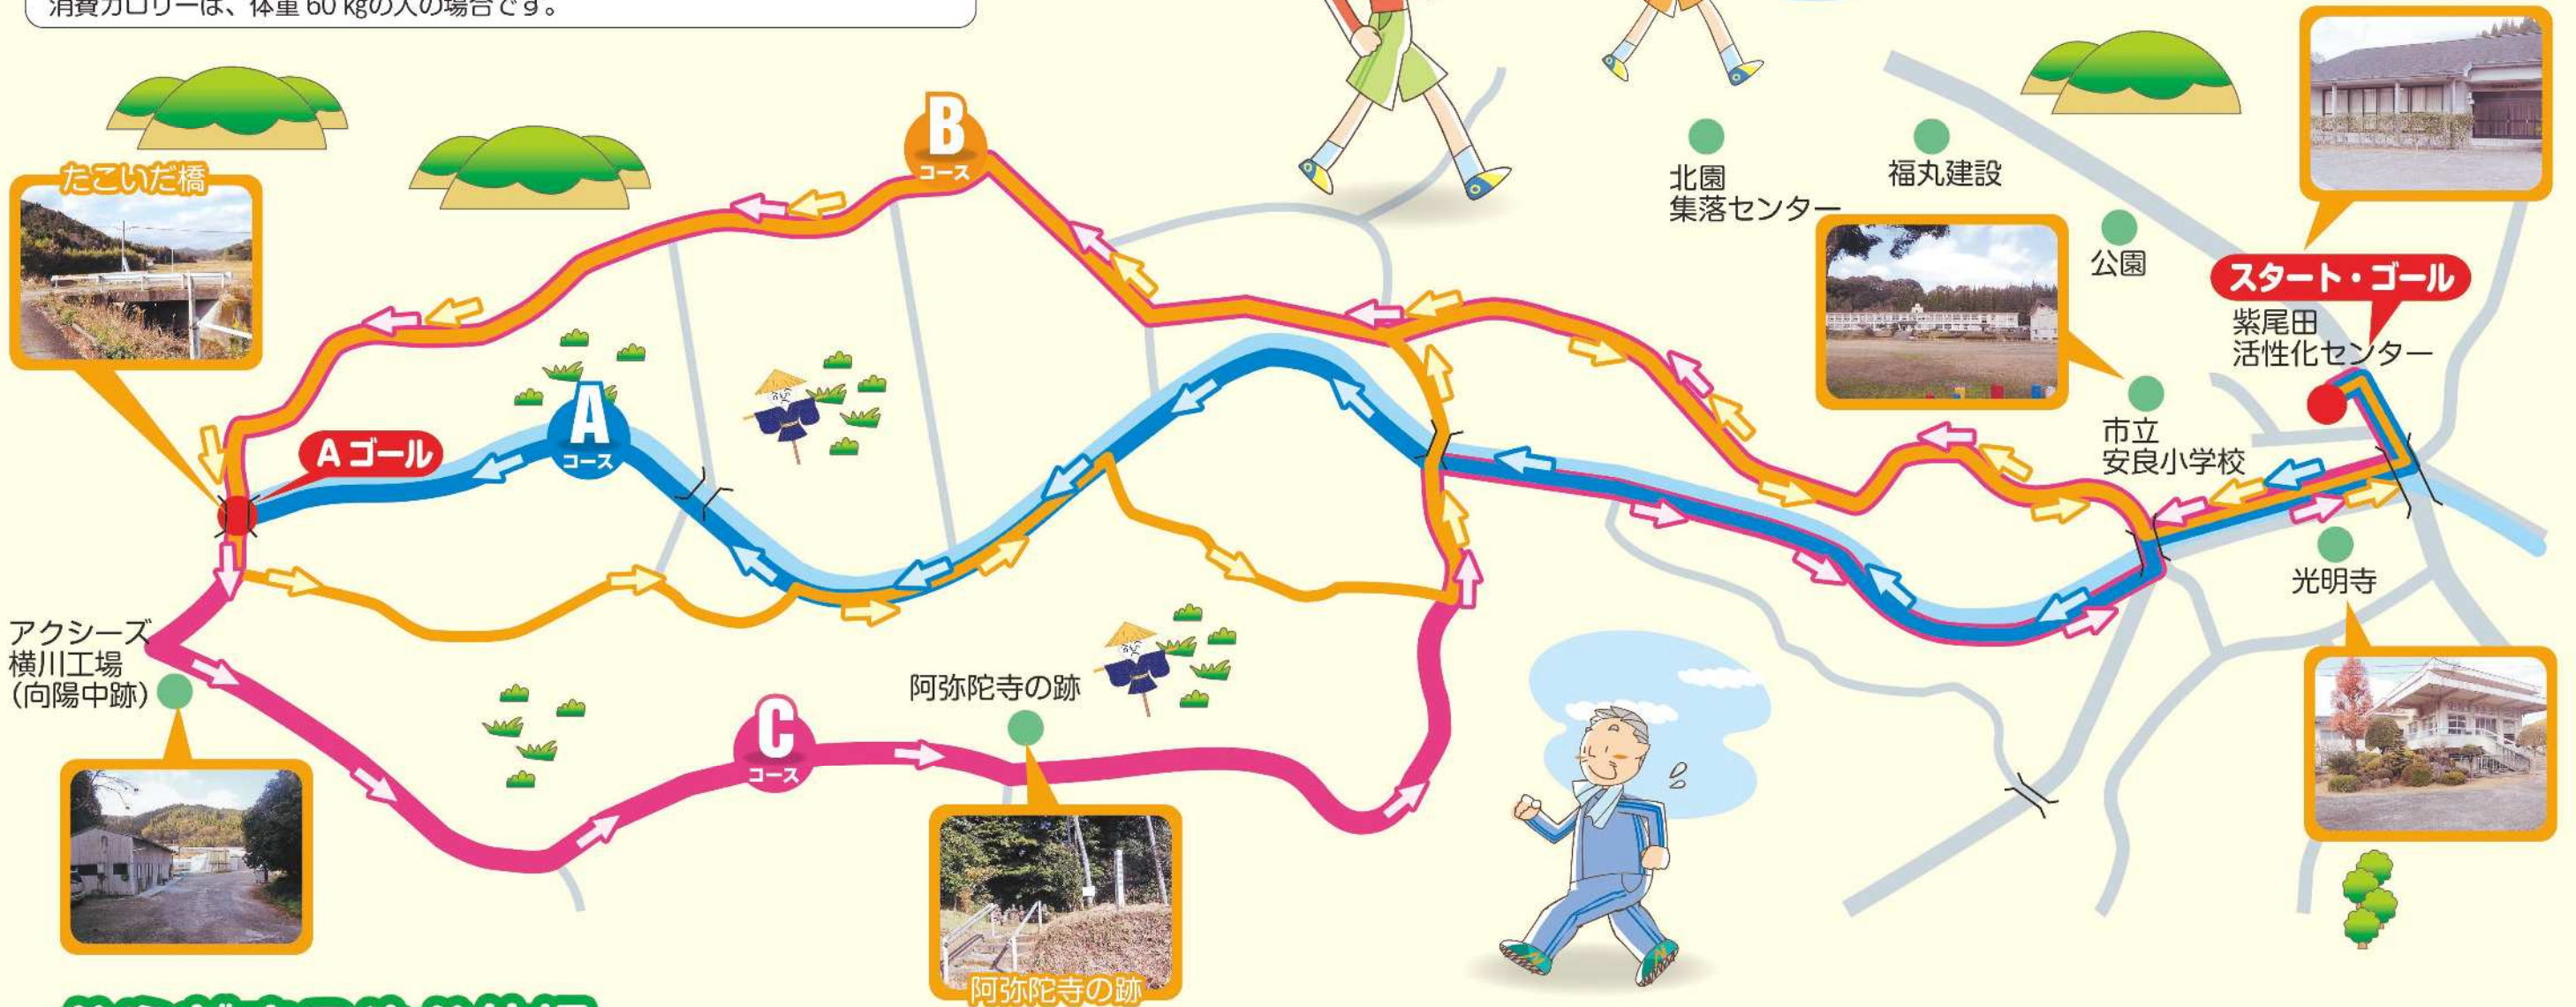 消費カロリーは、体重60kgの人の場合です。
たこいだ橋
B
コース
北園
集落センター
福丸建設
公園
スタート・ゴール
紫尾田
活性化センター
A
コース
Aゴール
市立
安良小学校
光明寺
アクシーズ
横川工場
(向陽中跡)
C
コース
阿弥陀寺の跡
阿弥陀寺の跡